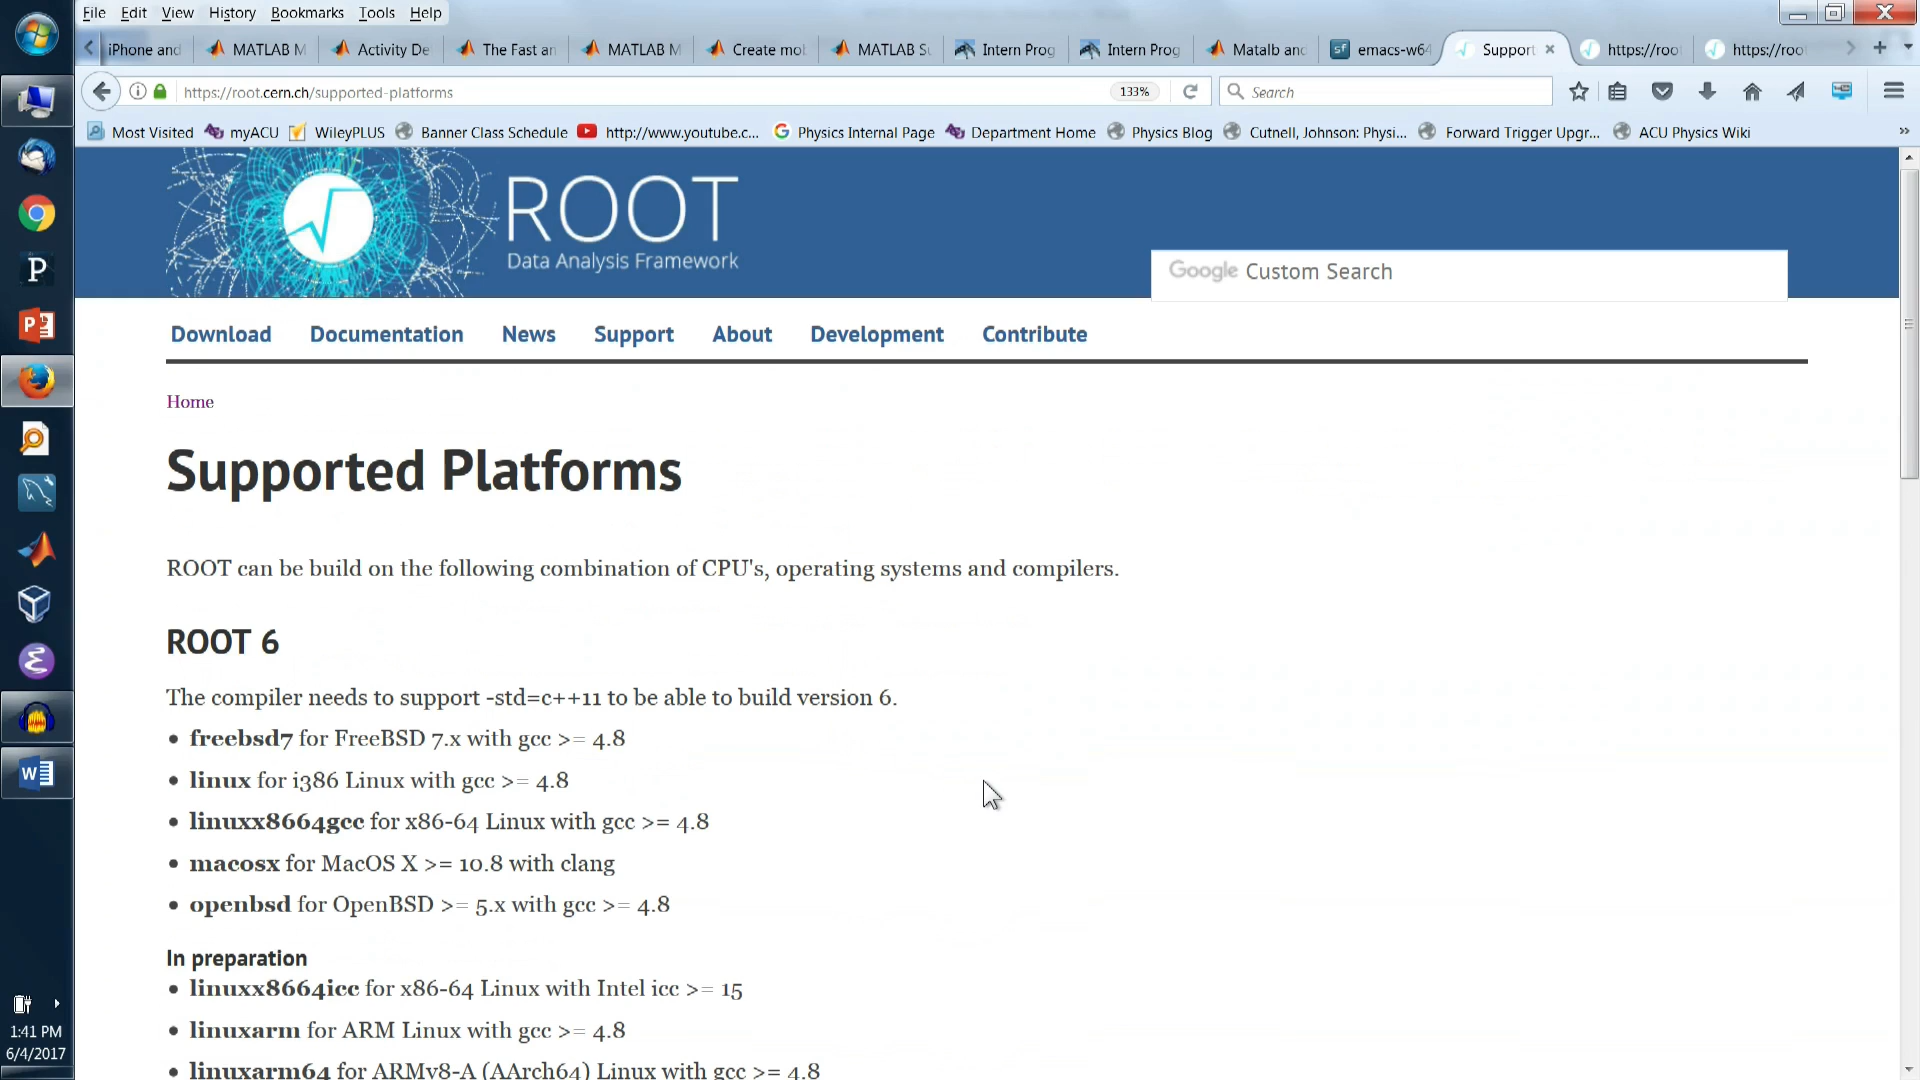 File Edit View History Bookmarks Tools Help
iPhone and MATLAB M Activity De The Fast an MATLAB M Create mo MATLAB Su Intern Prog Intern Prog Matalb and emacs-w64 Support https://roo https://roo
https://root.cern.ch/supported-platforms 133% Search
Most Visited myACU WileyPLUS Banner Class Schedule http://www.youtube.c... Physics Internal Page Department Home Physics Blog Cutnell, Johnson: Physi... Forward Trigger Upgr... ACU Physics Wiki
ROOT
Data Analysis Framework
Google Custom Search
Download Documentation News Support About Development Contribute
Home
Supported Platforms
ROOT can be build on the following combination of CPU's, operating systems and compilers.
ROOT 6
The compiler needs to support -std=c++11 to be able to build version 6.
• freebsd7 for FreeBSD 7.x with gcc >= 4.8
• linux for i386 Linux with gcc >= 4.8
• linuxx8664gcc for x86-64 Linux with gcc >= 4.8
• macosx for MacOS X >= 10.8 with clang
• openbsd for OpenBSD >= 5.x with gcc >= 4.8
In preparation
• linuxx8664icc for x86-64 Linux with Intel icc >= 15
• linuxarm for ARM Linux with gcc >= 4.8
• linuxarm64 for ARMv8-A (AArch64) Linux with gcc >= 4.8
1:41 PM
6/4/2017